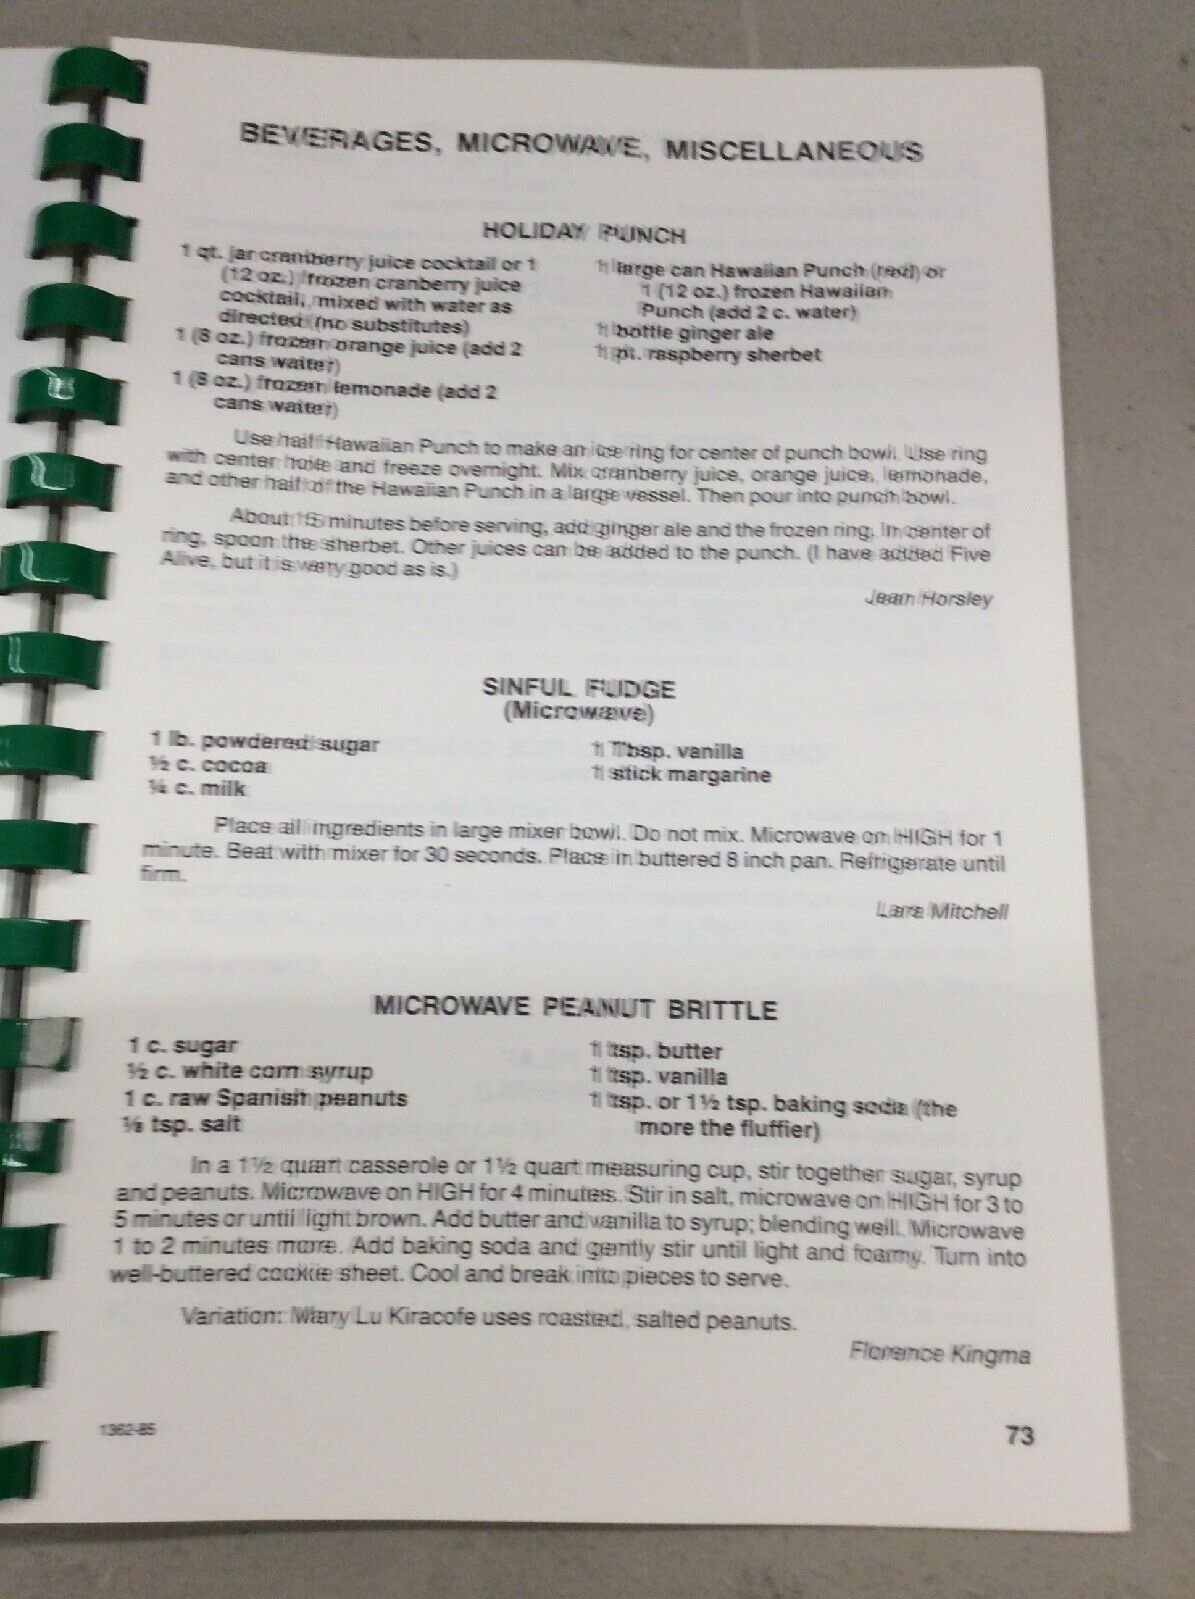 BEVERAGES, MICROWAVE, MISCELLANEOUS
HOLIDAY PUNCH
1 qt. jar cranberry juice cocktail or 1
(12 oz.) frozen cranberry juice
cocktail, mixed with water as
directed (no substitutes)
1 (8 oz.) frozen orange juice (add 2
cans water)
1 (8 oz.) frozen lemonade (add 2
cans water)
1 large can Hawaiian Punch (red) or
1 (12 oz.) frozen Hawaiian
Punch (add 2 c. water)
1 bottle ginger ale
1 pt. raspberry sherbet
Use half Hawaiian Punch to make an ice ring for center of punch bowl. Use ring
with center hole and freeze overnight. Mix cranberry juice, orange juice, lemonade,
and other half of the Hawaiian Punch in a large vessel. Then pour into punch bowl.
About 15 minutes before serving, add ginger ale and the frozen ring. In center of
ring, spoon the sherbet. Other juices can be added to the punch. (I have added Five
Alive, but it is very good as is.)
Jean Horsley
SINFUL FUDGE
(Microwave)
1 lb. powdered sugar
½ c. cocoa
¼ c. milk
1 Tbsp. vanilla
1 stick margarine
Place all ingredients in large mixer bowl. Do not mix. Microwave on HIGH for 1
minute. Beat with mixer for 30 seconds. Place in buttered 8 inch pan. Refrigerate until
firm.
Lara Mitchell
MICROWAVE PEANUT BRITTLE
1 c. sugar
½ c. white corn syrup
1 c. raw Spanish peanuts
⅛ tsp. salt
1 tsp. butter
1 tsp. vanilla
1 tsp. or 1½ tsp. baking soda (the
more the fluffier)
In a 1½ quart casserole or 1½ quart measuring cup, stir together sugar, syrup
and peanuts. Microwave on HIGH for 4 minutes. Stir in salt, microwave on HIGH for 3 to
5 minutes or until light brown. Add butter and vanilla to syrup; blending well. Microwave
1 to 2 minutes more. Add baking soda and gently stir until light and foamy. Turn into
well-buttered cookie sheet. Cool and break into pieces to serve.
Variation: Mary Lu Kiracofe uses roasted, salted peanuts.
Florence Kingma
1362-85
73